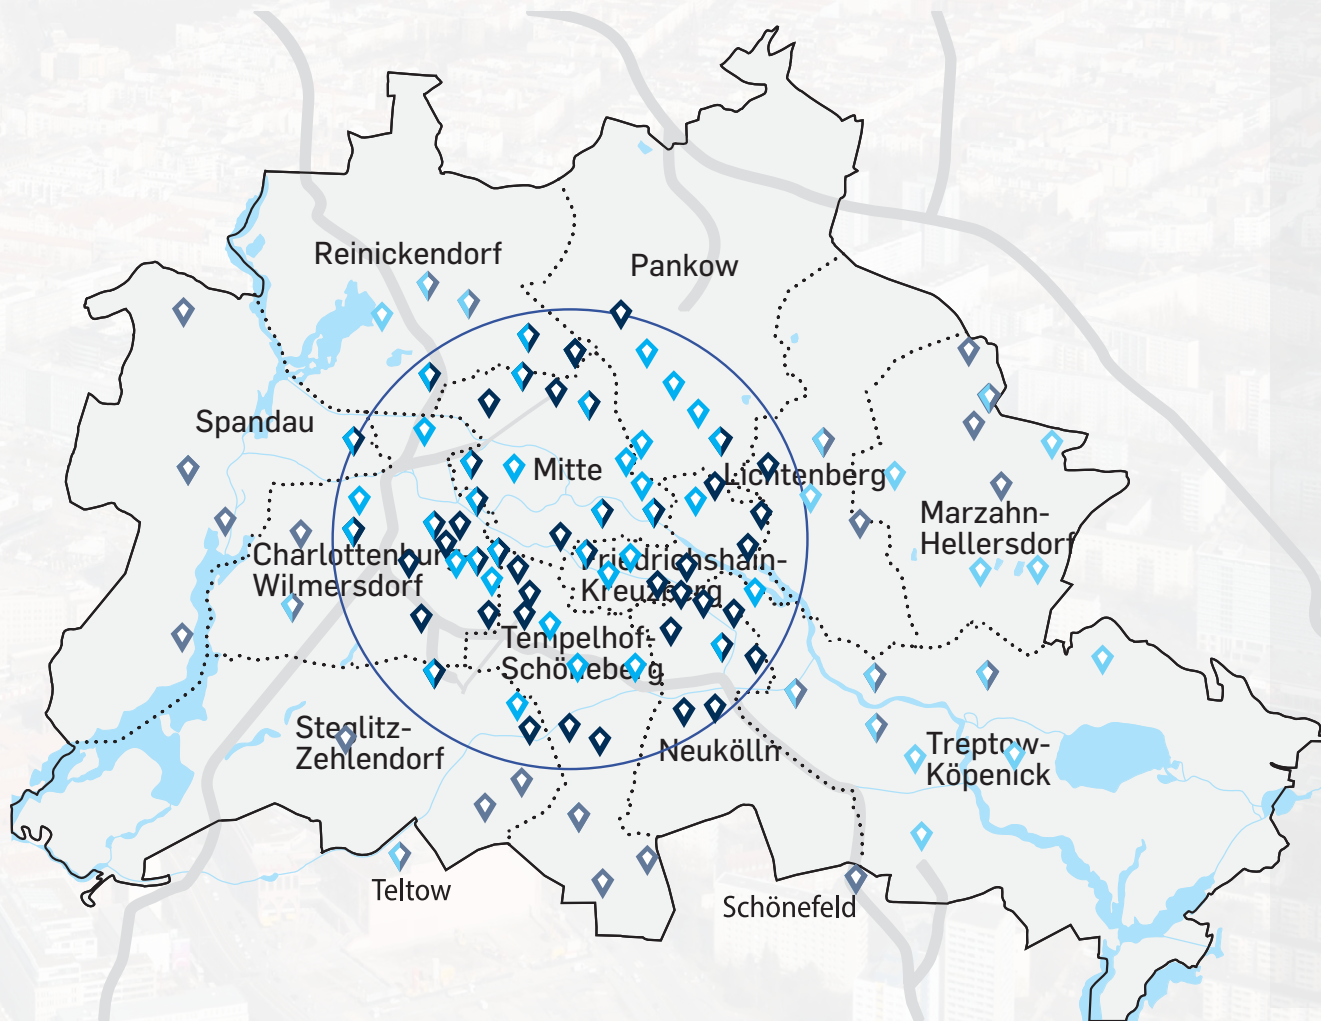 Reinickendorf
Pankow
Spandau
Mitte
Lichtenberg
Marzahn-
Hellersdorf
Charlottenburg-
Wilmersdorf
Friedrichshain-
Kreuzberg
Tempelhof-
Schöneberg
Steglitz-
Zehlendorf
Neukölln
Treptow-
Köpenick
Teltow
Schönefeld